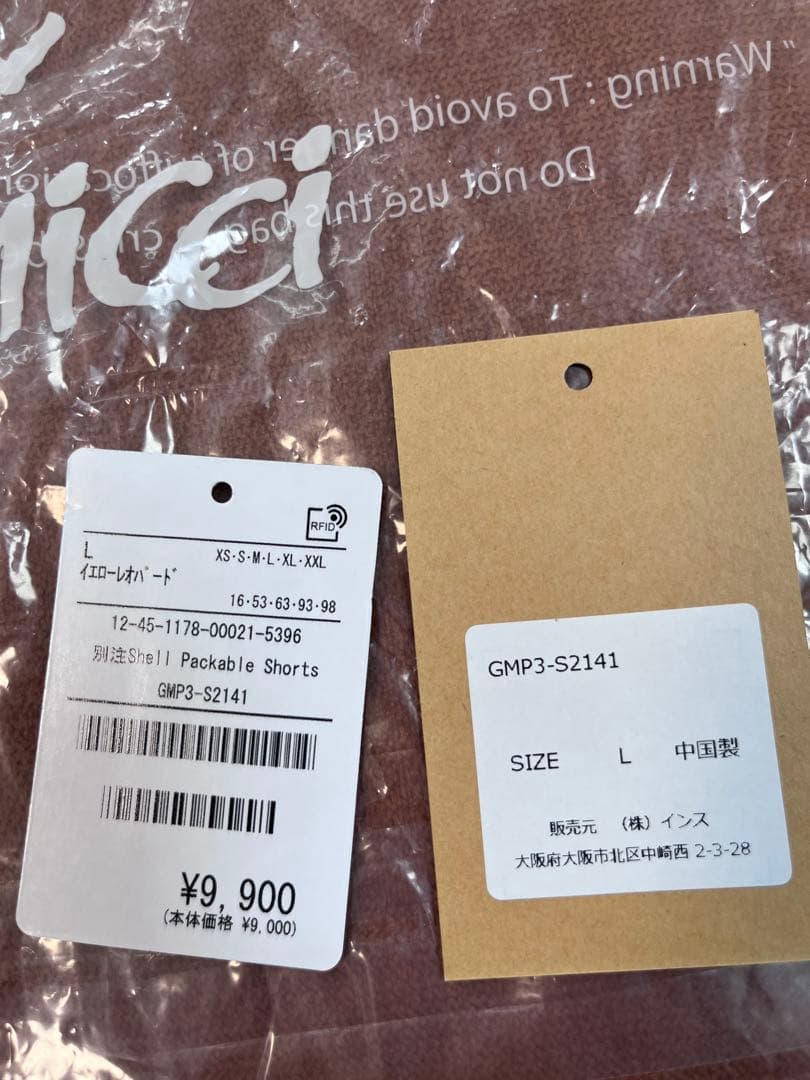 " Warning : To avoid danger of suffocation
Do not use this bag
micci
RFID
L XS・S・M・L・XL・XXL
イエローレオパード
16・53・63・93・98
12-45-1178-00021-5396
別注Shell Packable Shorts
GMP3-S2141
¥9,900
(本体価格 ¥9,000)
GMP3-S2141
SIZE L 中国製
販売元 (株)インス
大阪府大阪市北区中崎西 2-3-28